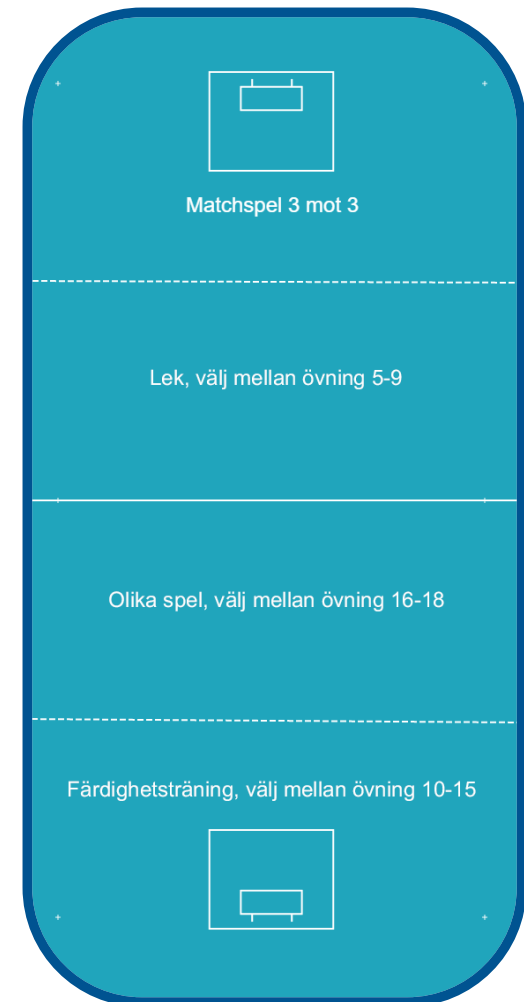 Matchspel 3 mot 3
Lek, välj mellan övning 5-9
Olika spel, välj mellan övning 16-18
Färdighetsträning, välj mellan övning 10-15